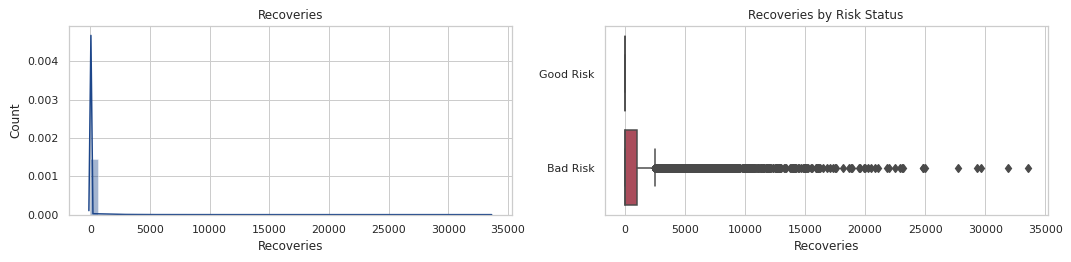 Recoveries
Count
0.004
0.003
0.002
0.001
0.000
0 5000 10000 15000 20000 25000 30000 35000
Recoveries
Recoveries by Risk Status
Good Risk
Bad Risk
0 5000 10000 15000 20000 25000 30000 35000
Recoveries